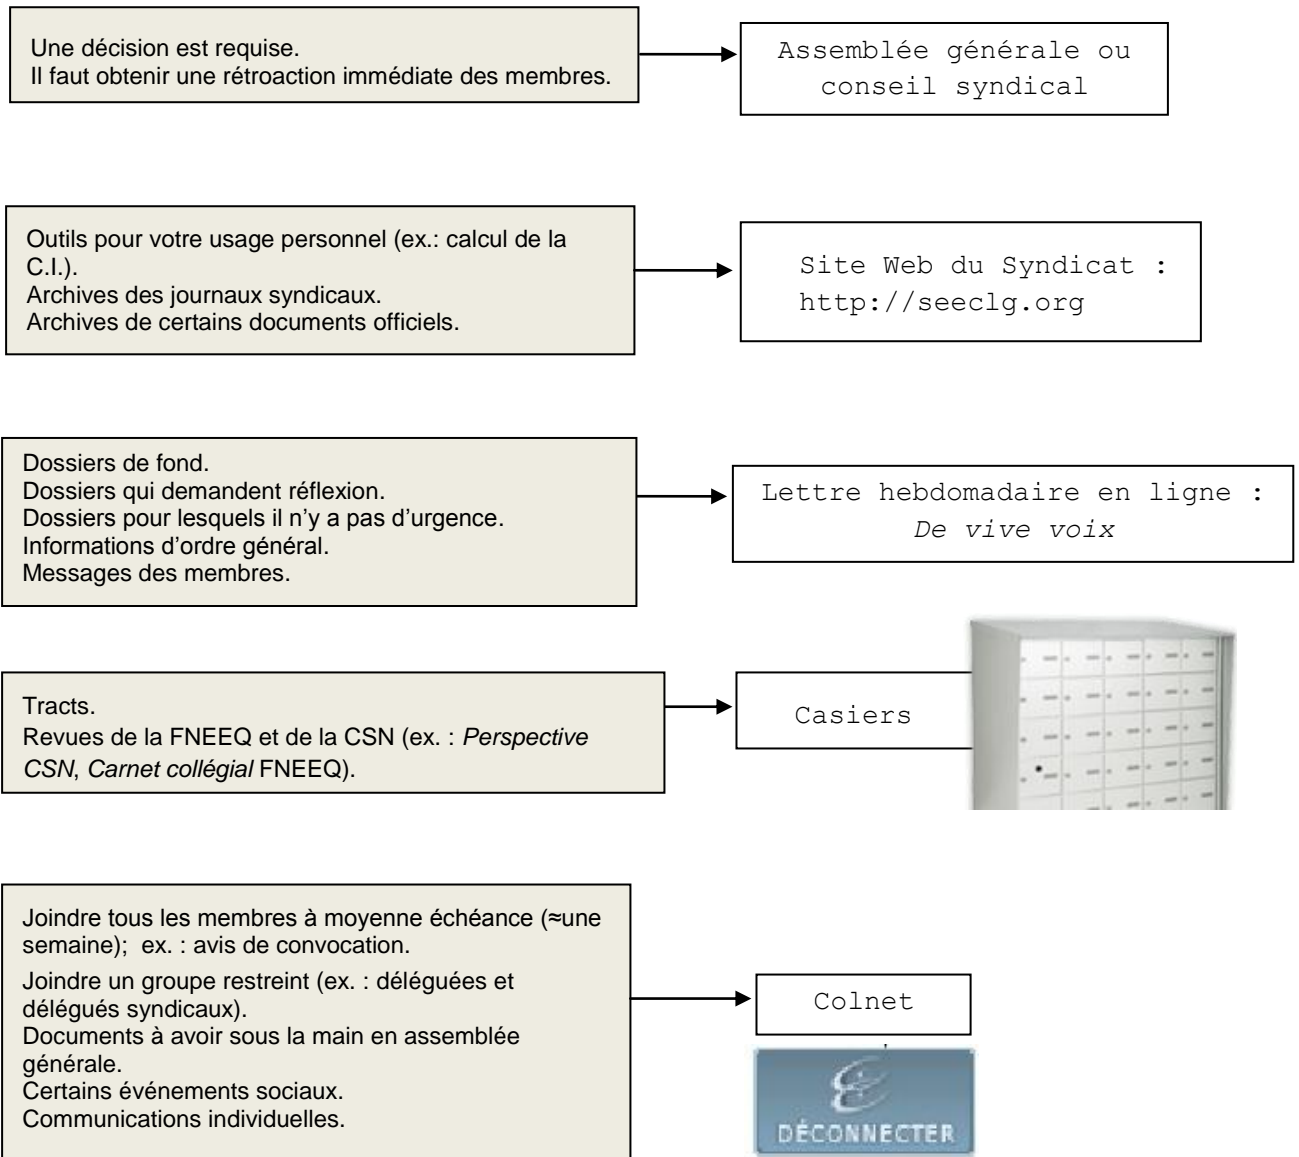 Une décision est requise.
Il faut obtenir une rétroaction immédiate des membres.
Assemblée générale ou
conseil syndical
Outils pour votre usage personnel (ex.: calcul de la
C.I.).
Archives des journaux syndicaux.
Archives de certains documents officiels.
Site Web du Syndicat :
http://seeclg.org
Dossiers de fond.
Dossiers qui demandent réflexion.
Dossiers pour lesquels il n’y a pas d’urgence.
Informations d’ordre général.
Messages des membres.
Lettre hebdomadaire en ligne :
De vive voix
Tracts.
Revues de la FNEEQ et de la CSN (ex. : Perspective
CSN, Carnet collégial FNEEQ).
Casiers
Joindre tous les membres à moyenne échéance (≈une
semaine);  ex. : avis de convocation.
Joindre un groupe restreint (ex. : déléguées et
délégués syndicaux).
Documents à avoir sous la main en assemblée
générale.
Certains événements sociaux.
Communications individuelles.
Colnet
DÉCONNECTER